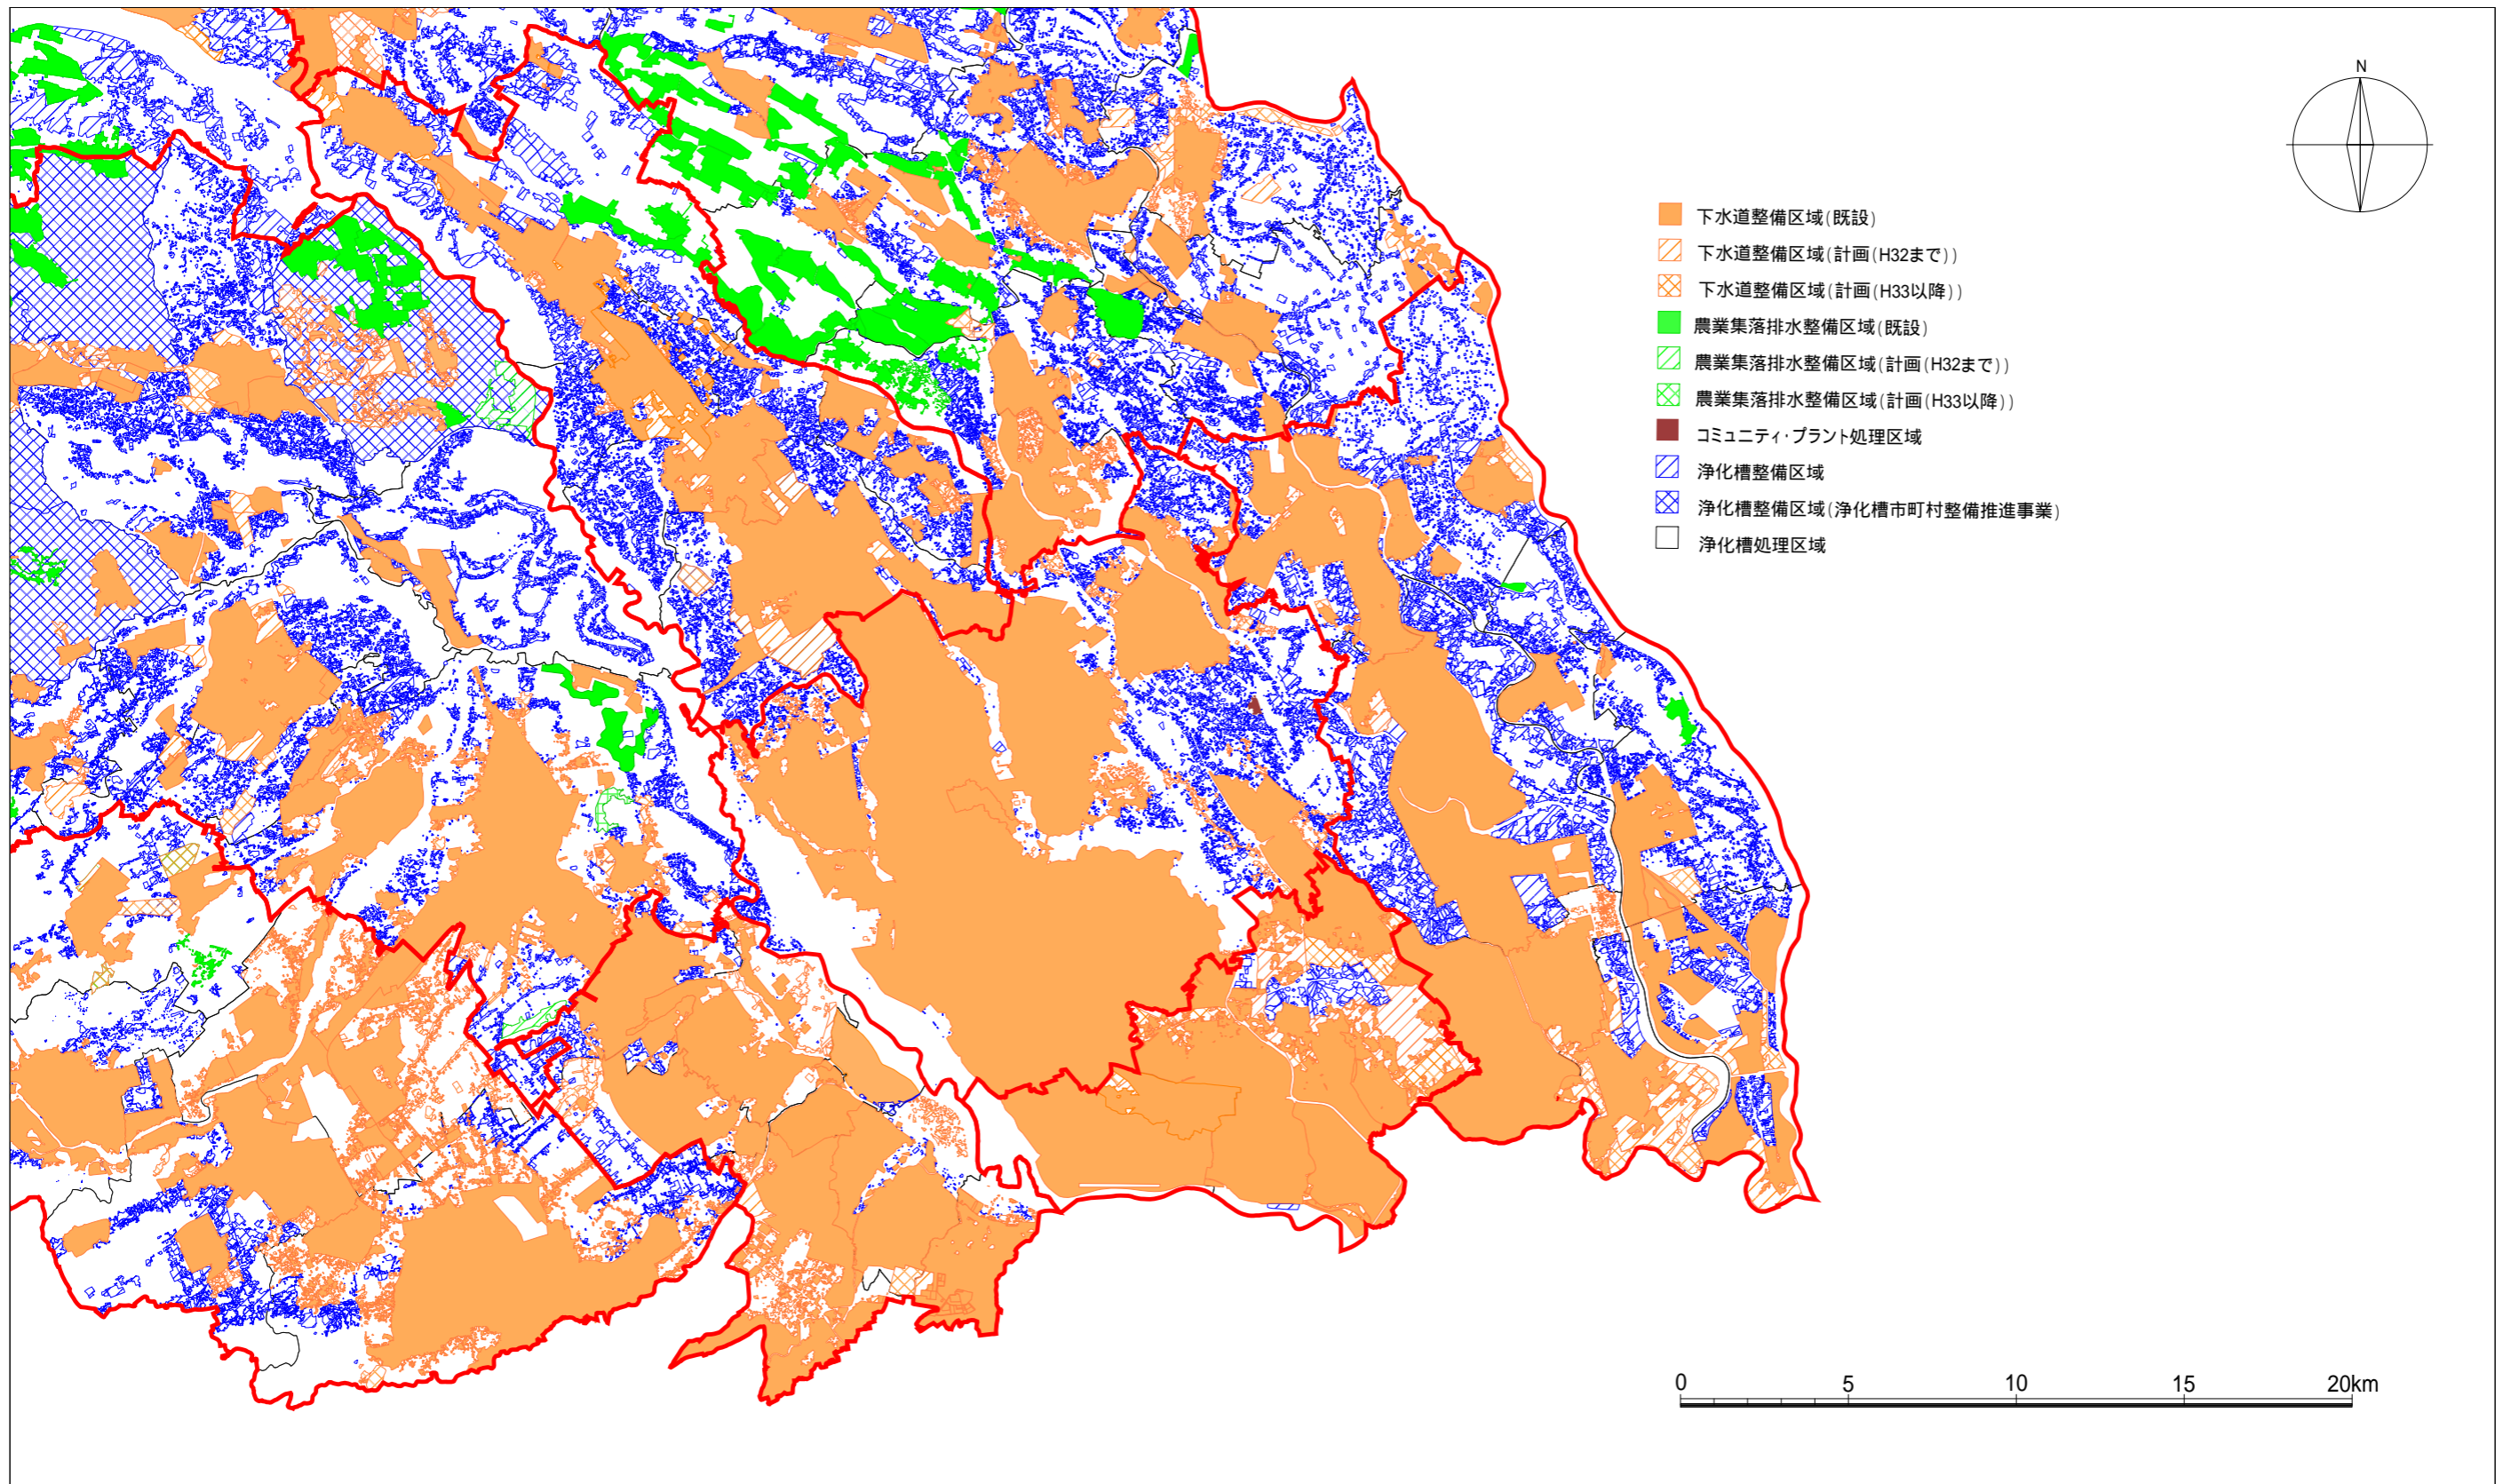 N
下水道整備区域(既設)
下水道整備区域(計画(H32まで))
下水道整備区域(計画(H33以降))
農業集落排水整備区域(既設)
農業集落排水整備区域(計画(H32まで))
農業集落排水整備区域(計画(H33以降))
コミュニティ・プラント処理区域
浄化槽整備区域
浄化槽整備区域(浄化槽市町村整備推進事業)
浄化槽処理区域
0 5 10 15 20km